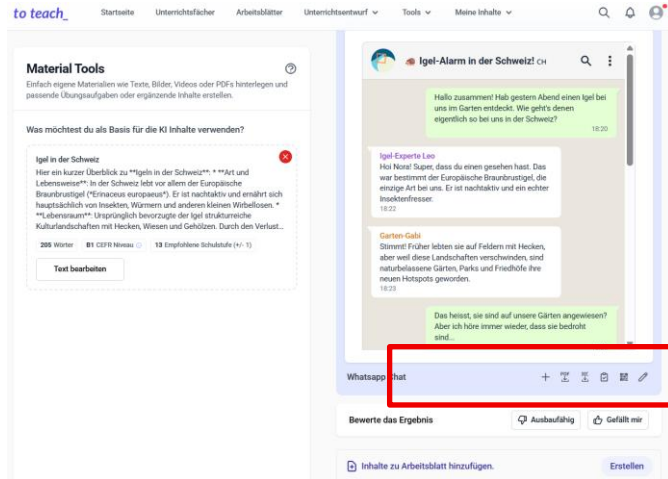 to teach_
Startseite
Unterrichtsfächer
Arbeitsblätter
Unterrichtsentwurf
Tools
Meine Inhalte
Material Tools
Einfach eigene Materialien wie Texte, Bilder, Videos oder PDFs hinterlegen und
passende Übungsaufgaben oder ergänzende Inhalte erstellen.
Was möchtest du als Basis für die KI Inhalte verwenden?
Igel in der Schweiz
Hier ein kurzer Überblick zu **Igeln in der Schweiz**: * **Art und
Lebensweise**: In der Schweiz lebt vor allem der Europäische
Braunbrustigel (*Erinaceus europaeus*). Er ist nachtaktiv und ernährt sich
hauptsächlich von Insekten, Würmern und anderen kleinen Wirbellosen. *
**Lebensraum**: Ursprünglich bevorzugte der Igel strukturreiche
Kulturlandschaften mit Hecken, Wiesen und Gehölzen. Durch den Verlust...
205 Wörter
B1 CEFR Niveau
13 Empfohlene Schulstufe (+/- 1)
Text bearbeiten
Igel-Alarm in der Schweiz! CH
Hallo zusammen! Hab gestern Abend einen Igel bei
uns im Garten entdeckt. Wie geht's denen
eigentlich so bei uns in der Schweiz?
18:20
Igel-Experte Leo
Hoi Nora! Super, dass du einen gesehen hast. Das
war bestimmt der Europäische Braunbrustigel, die
einzige Art bei uns. Er ist nachtaktiv und ein echter
Insektenfresser.
18:22
Garten-Gabi
Stimmt! Früher lebten sie auf Feldern mit Hecken,
aber weil diese Landschaften verschwinden, sind
naturbelassene Gärten, Parks und Friedhöfe ihre
neuen Hotspots geworden.
18:23
Das heisst, sie sind auf unsere Gärten angewiesen?
Aber ich höre immer wieder, dass sie bedroht
sind...
Whatsapp Chat
PDF
Bewerte das Ergebnis
Ausbaufähig
Gefällt mir
Inhalte zu Arbeitsblatt hinzufügen.
Erstellen